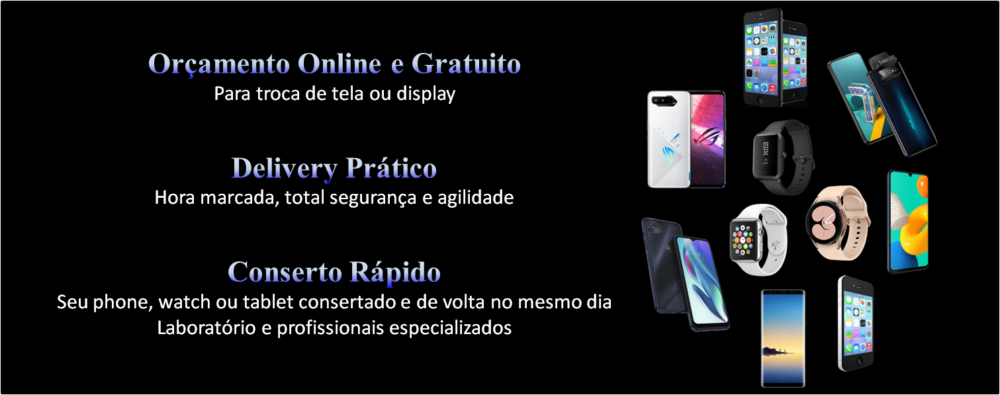 Orçamento Online e Gratuito
Para troca de tela ou display
Delivery Prático
Hora marcada, total segurança e agilidade
Conserto Rápido
Seu phone, watch ou tablet consertado e de volta no mesmo dia
Laboratório e profissionais especializados